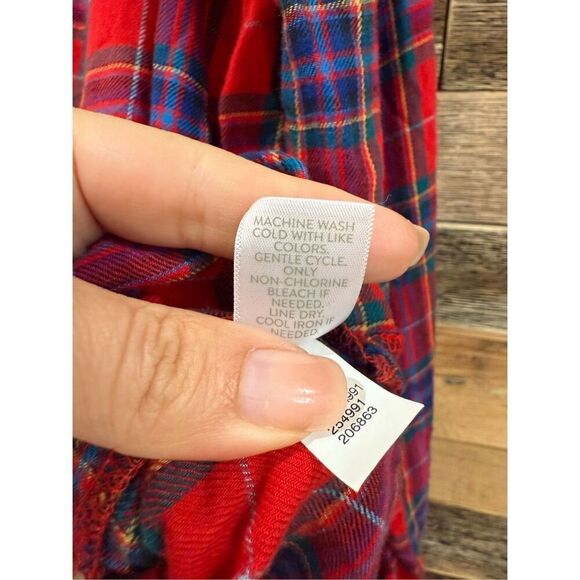 MACHINE WASH
COLD WITH LIKE
COLORS.
GENTLE CYCLE.
ONLY
NON-CHLORINE
BLEACH IF
NEEDED.
LINE DRY.
COOL IRON IF
NEEDED
991
254991
206863